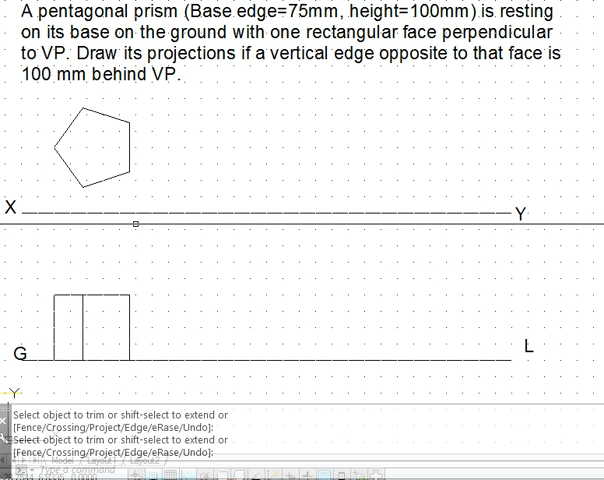 A pentagonal prism (Base edge=75mm, height=100mm) is resting
on its base on the ground with one rectangular face perpendicular
to VP. Draw its projections if a vertical edge opposite to that face is
100 mm behind VP.
X
Y
G
L
Y
Select object to trim or shift-select to extend or
[Fence/Crossing/Project/Edge/eRase/Undo]:
Select object to trim or shift-select to extend or
[Fence/Crossing/Project/Edge/eRase/Undo]:
Model Layout1 Layout2
Type a command